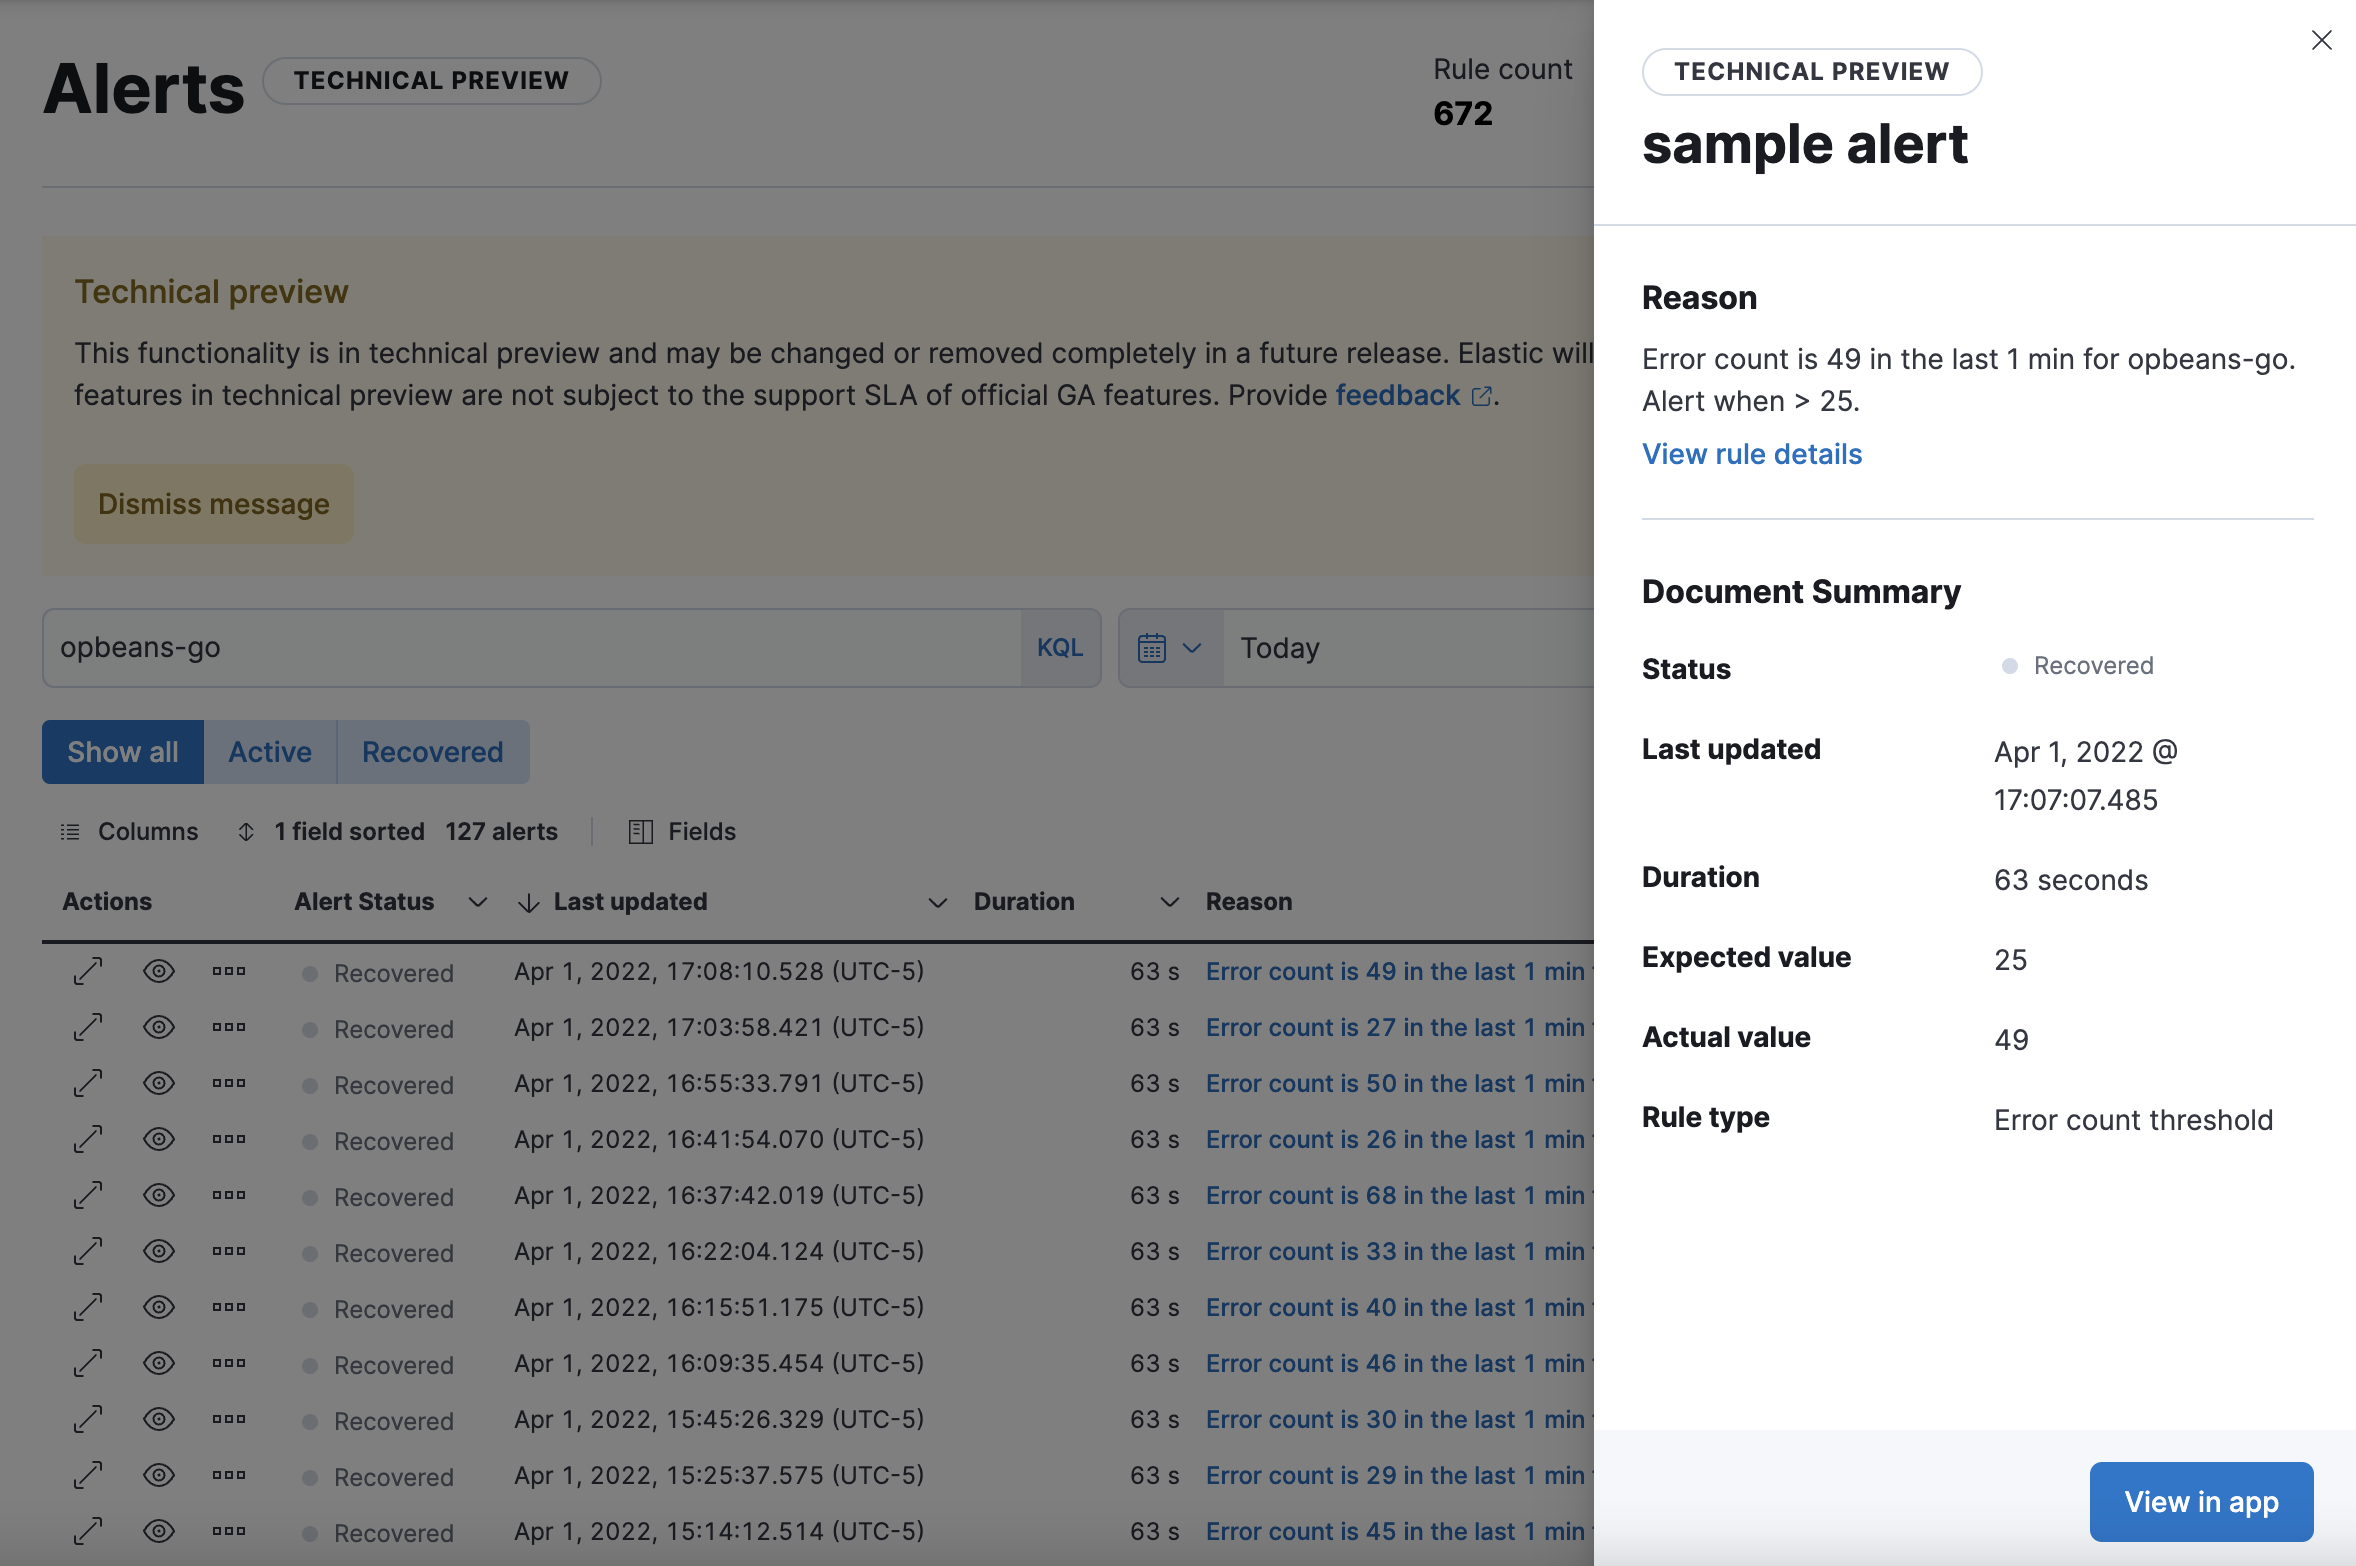 Alerts TECHNICAL PREVIEW
Rule count
672
Technical preview
This functionality is in technical preview and may be changed or removed completely in a future release. Elastic will
features in technical preview are not subject to the support SLA of official GA features. Provide feedback.
Dismiss message
opbeans-go KQL Today
Show all Active Recovered
Columns 1 field sorted 127 alerts Fields
Actions Alert Status Last updated Duration Reason
Recovered Apr 1, 2022, 17:08:10.528 (UTC-5) 63 s Error count is 49 in the last 1 min
Recovered Apr 1, 2022, 17:03:58.421 (UTC-5) 63 s Error count is 27 in the last 1 min
Recovered Apr 1, 2022, 16:55:33.791 (UTC-5) 63 s Error count is 50 in the last 1 min
Recovered Apr 1, 2022, 16:41:54.070 (UTC-5) 63 s Error count is 26 in the last 1 min
Recovered Apr 1, 2022, 16:37:42.019 (UTC-5) 63 s Error count is 68 in the last 1 min
Recovered Apr 1, 2022, 16:22:04.124 (UTC-5) 63 s Error count is 33 in the last 1 min
Recovered Apr 1, 2022, 16:15:51.175 (UTC-5) 63 s Error count is 40 in the last 1 min
Recovered Apr 1, 2022, 16:09:35.454 (UTC-5) 63 s Error count is 46 in the last 1 min
Recovered Apr 1, 2022, 15:45:26.329 (UTC-5) 63 s Error count is 30 in the last 1 min
Recovered Apr 1, 2022, 15:25:37.575 (UTC-5) 63 s Error count is 29 in the last 1 min
Recovered Apr 1, 2022, 15:14:12.514 (UTC-5) 63 s Error count is 45 in the last 1 min
TECHNICAL PREVIEW
sample alert
Reason
Error count is 49 in the last 1 min for opbeans-go.
Alert when > 25.
View rule details
Document Summary
Status Recovered
Last updated Apr 1, 2022 @
17:07:07.485
Duration 63 seconds
Expected value 25
Actual value 49
Rule type Error count threshold
View in app